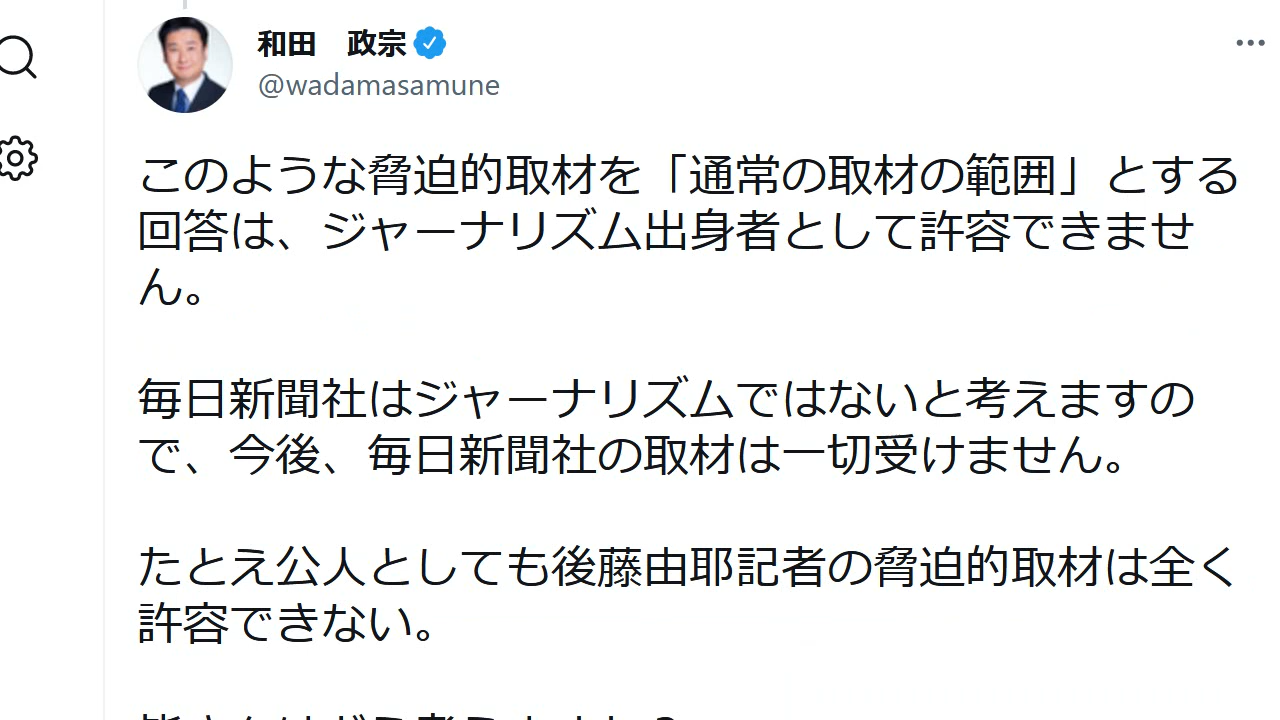 和田　政宗
@wadamasamune
このような脅迫的取材を「通常の取材の範囲」とする
回答は、ジャーナリズム出身者として許容できませ
ん。
毎日新聞社はジャーナリズムではないと考えますの
で、今後、毎日新聞社の取材は一切受けません。
たとえ公人としても後藤由耶記者の脅迫的取材は全く
許容できない。